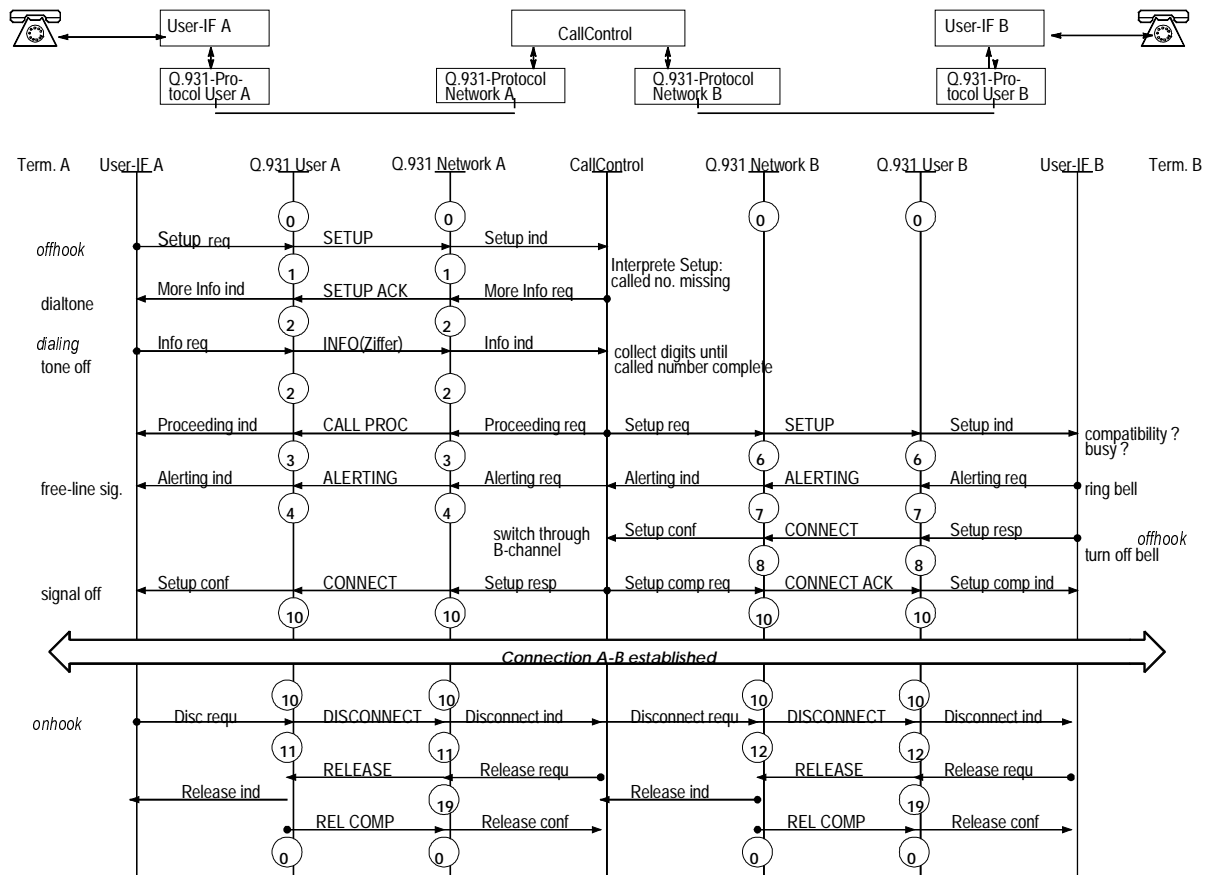 User-IF A
CallControl
User-IF B
Q.931-Pro-
tocol User A
Q.931-Protocol
Network A
Q.931-Protocol
Network B
Q.931-Pro-
tocol User B
Term. A User-IF A Q.931 User A Q.931 Network A CallControl Q.931 Network B Q.931 User B User-IF B Term. B
0 0 0 0
offhook Setup req SETUP Setup ind
1 1
Interprete Setup:
called no. missing
dialtone More Info ind SETUP ACK More Info req
2 2
dialing Info req INFO(Ziffer) Info ind
tone off
collect digits until
called number complete
2 2
Proceeding ind CALL PROC Proceeding req Setup req SETUP Setup ind
compatibility ?
busy ?
3 3 6 6
free-line sig. Alerting ind ALERTING Alerting req Alerting ind ALERTING Alerting req ring bell
4 4 7 7
switch through
B-channel
Setup conf CONNECT Setup resp offhook
turn off bell
8 8
signal off Setup conf CONNECT Setup resp Setup comp req CONNECT ACK Setup comp ind
10 10 10 10
Connection A-B established
10 10 10 10
onhook Disc requ DISCONNECT Disconnect ind Disconnect requ DISCONNECT Disconnect ind
11 11 12 12
RELEASE Release requ RELEASE Release requ
Release ind Release ind
19 19
REL COMP Release conf REL COMP Release conf
0 0 0 0